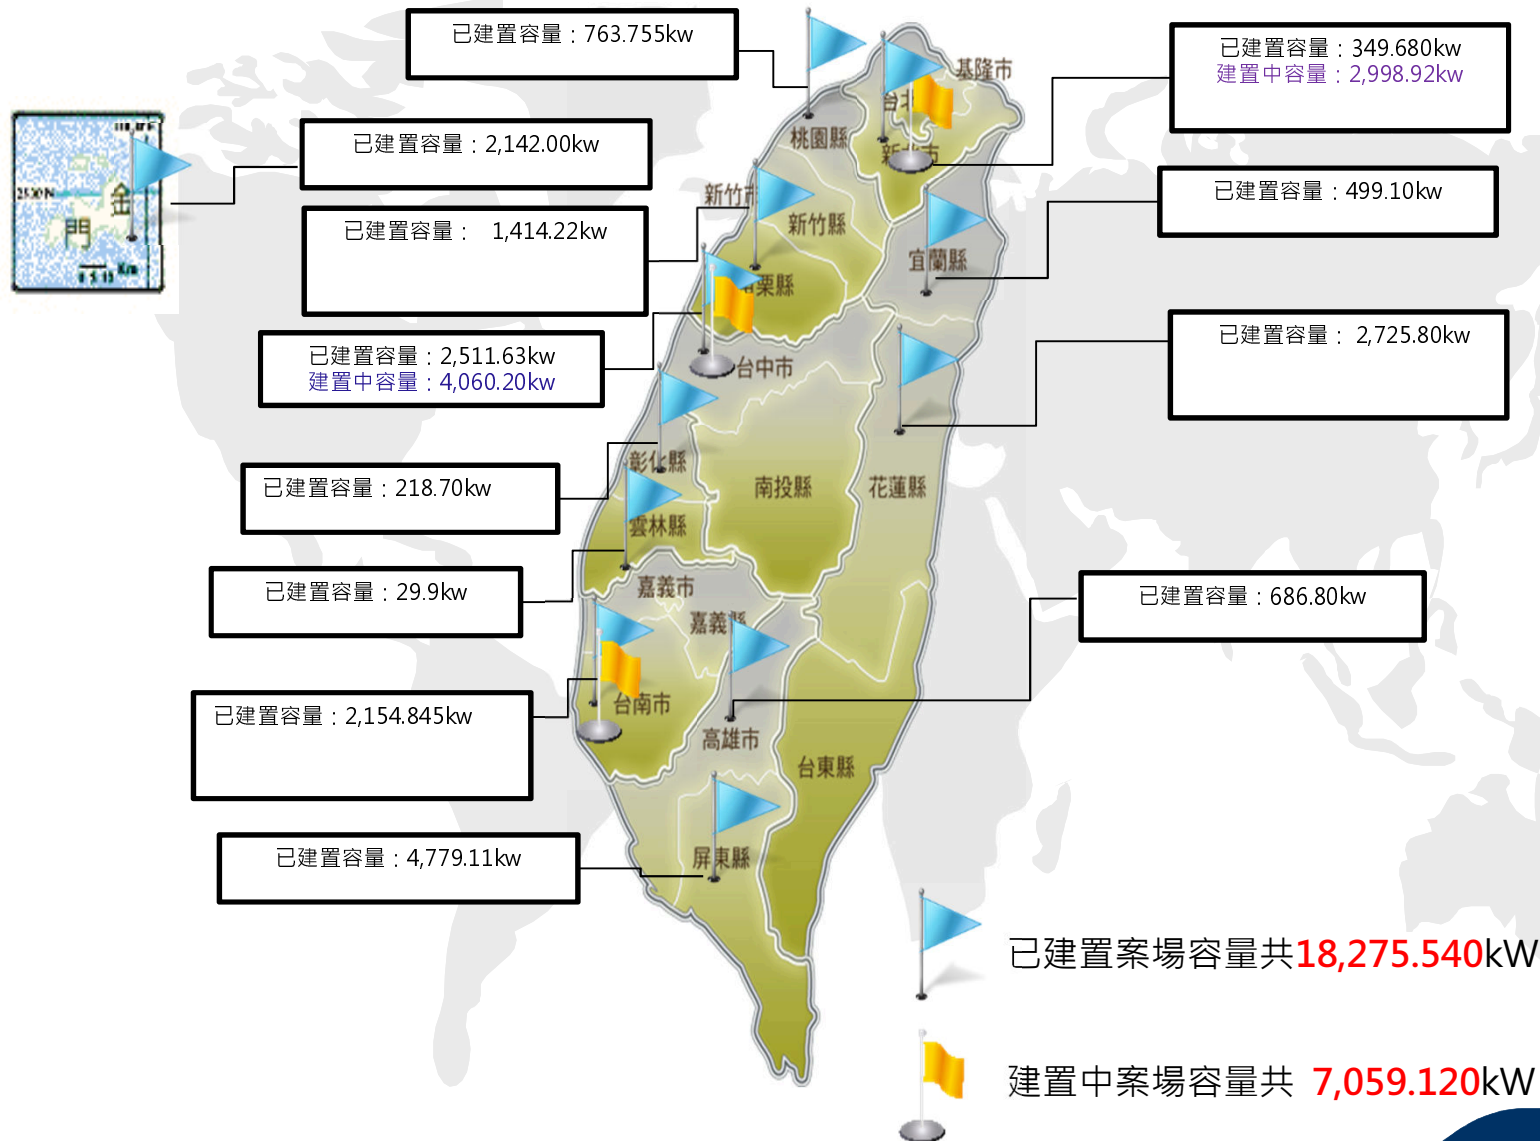 已建置容量：763.755kw
已建置容量：349.680kw
建置中容量：2,998.92kw
基隆市
桃園縣
已建置容量：2,142.00kw
金
門
已建置容量：499.10kw
新竹市
已建置容量： 1,414.22kw
新竹縣
宜蘭縣
已建置容量：2,511.63kw
建置中容量：4,060.20kw
已建置容量： 2,725.80kw
台中市
彰化縣
已建置容量：218.70kw
南投縣
花蓮縣
雲林縣
嘉義市
已建置容量：29.9kw
已建置容量：686.80kw
嘉義縣
台南市
已建置容量：2,154.845kw
高雄市
台東縣
已建置容量：4,779.11kw
屏東縣
已建置案場容量共18,275.540kW
建置中案場容量共 7,059.120kW